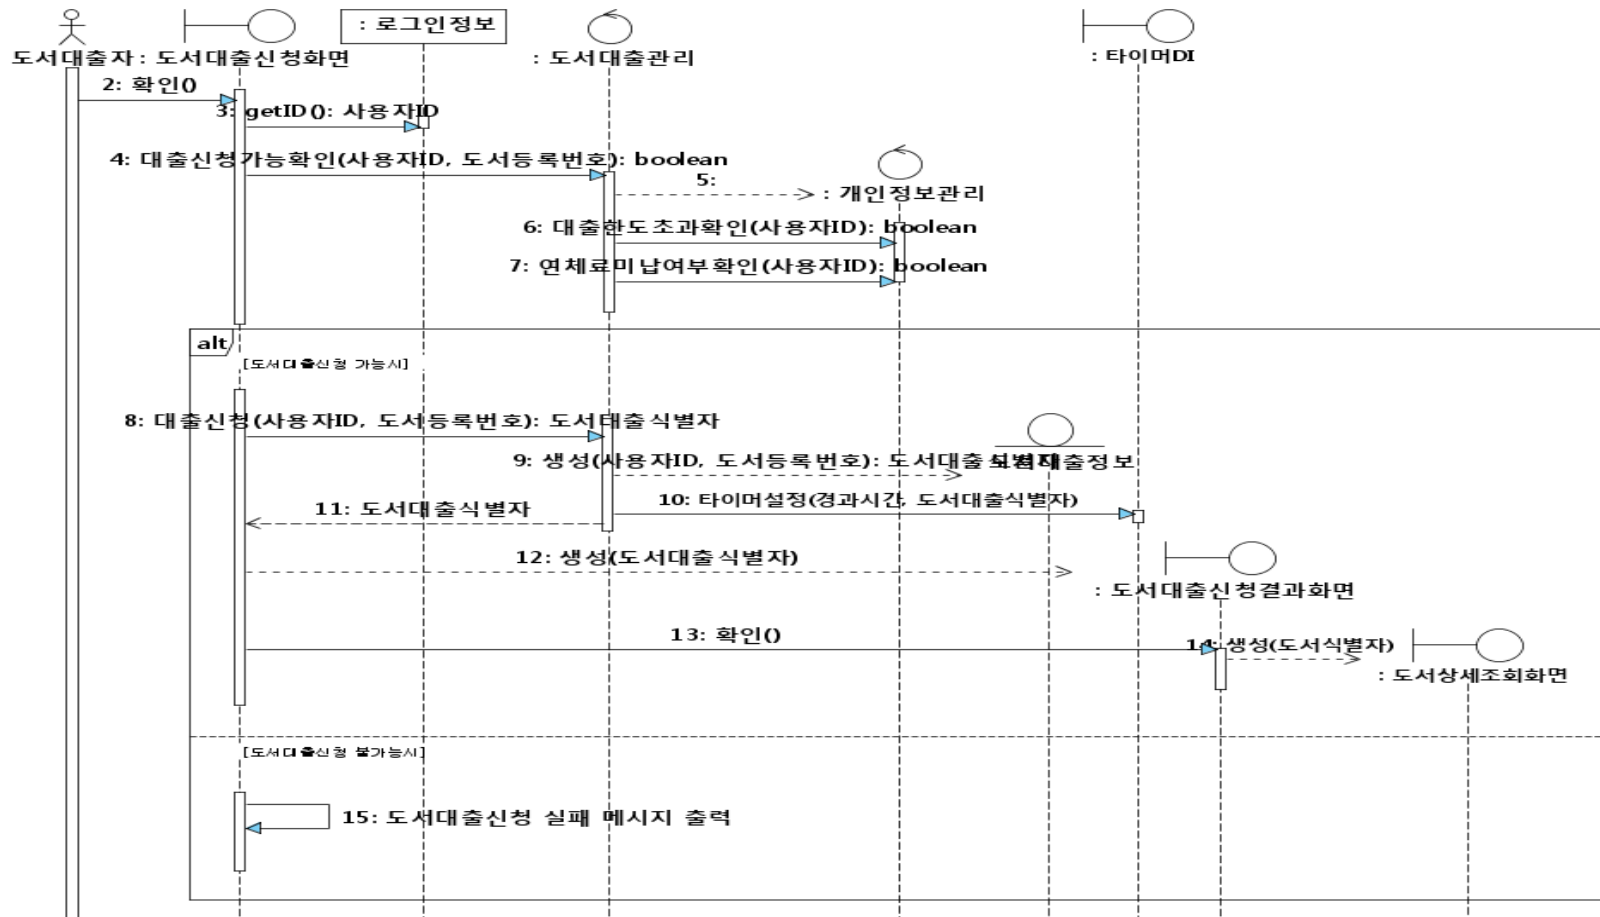 : 로그인정보
도서대출자
: 도서대출신청화면
: 도서대출관리
: 타이머DI
2: 확인()
3: getID(): 사용자ID
4: 대출신청가능확인(사용자ID, 도서등록번호): boolean
5:
: 개인정보관리
6: 대출한도초과확인(사용자ID): boolean
7: 연체료미납여부확인(사용자ID): boolean
alt
[도서대출신청 가능시]
8: 대출신청(사용자ID, 도서등록번호): 도서대출식별자
9: 생성(사용자ID, 도서등록번호): 도서대출식별자
대출정보
10: 타이머설정(경과시간, 도서대출식별자)
11: 도서대출식별자
12: 생성(도서대출식별자)
: 도서대출신청결과화면
13: 확인()
14: 생성(도서식별자)
: 도서상세조회화면
[도서대출신청 불가능시]
15: 도서대출신청 실패 메시지 출력